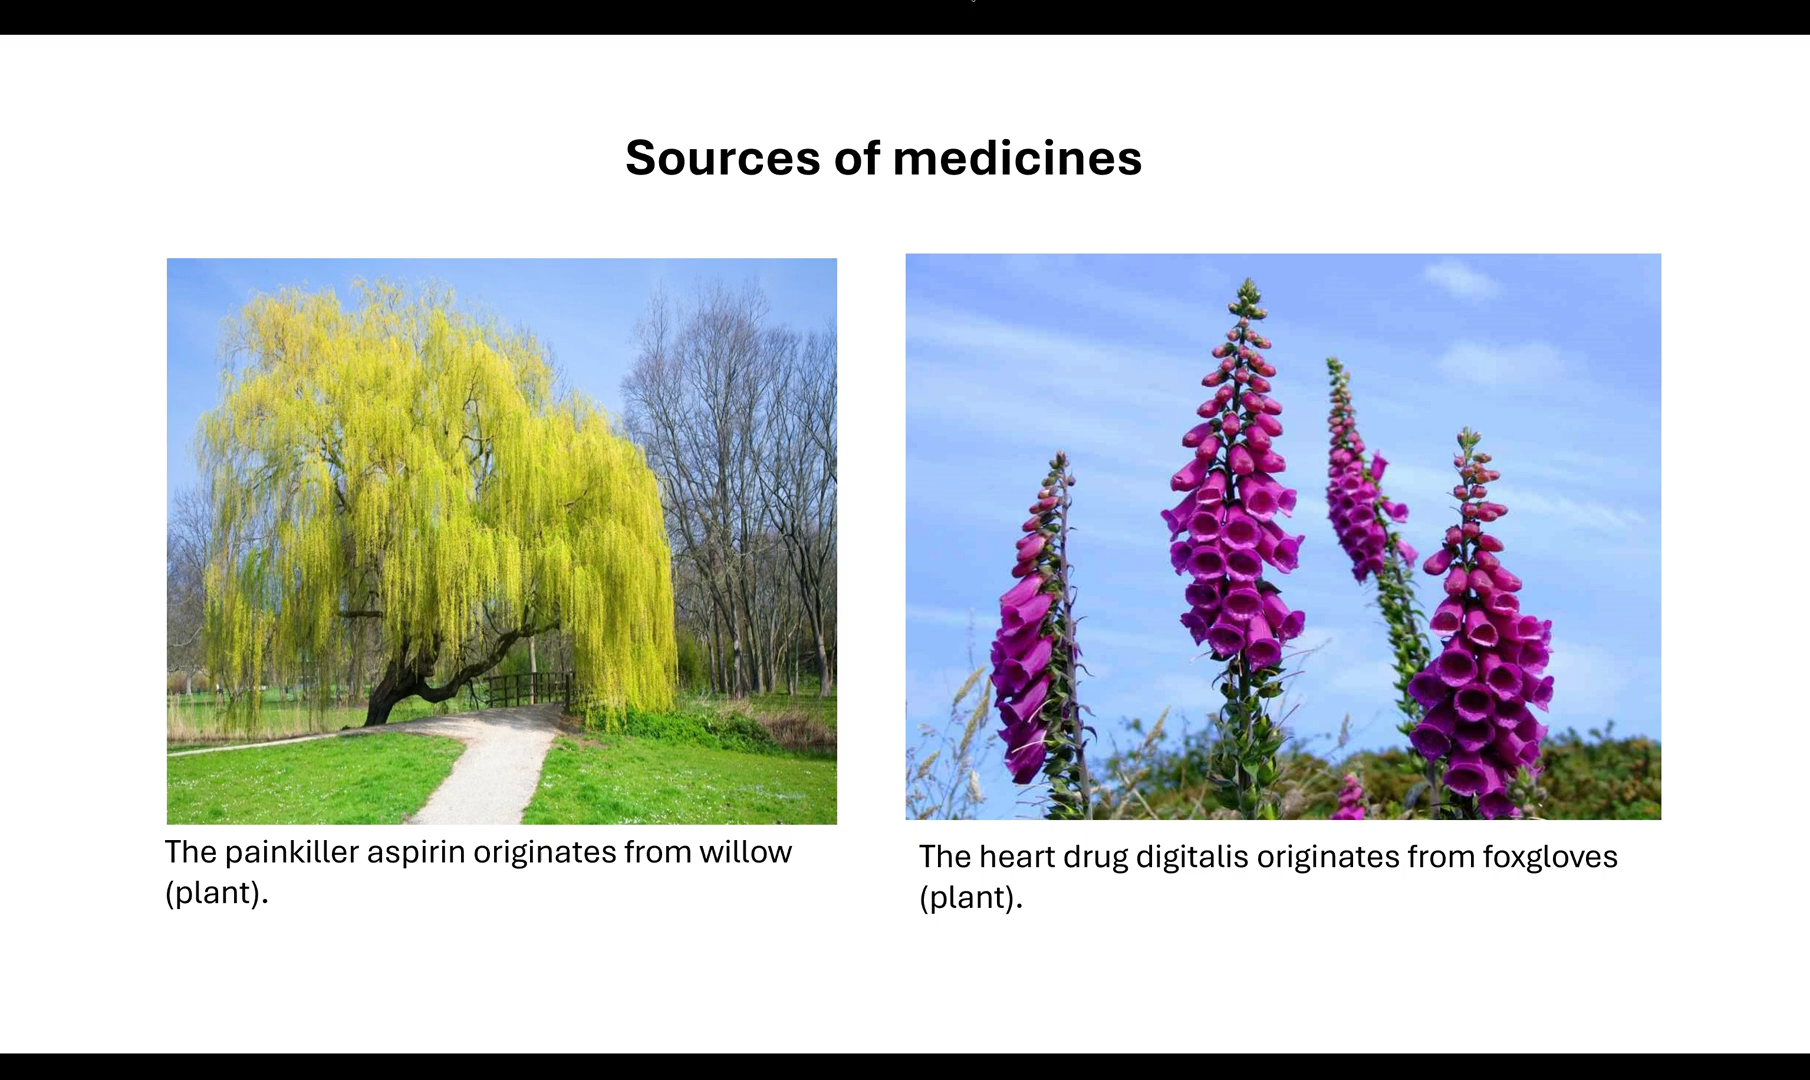 Sources of medicines
The painkiller aspirin originates from willow
(plant).
The heart drug digitalis originates from foxgloves
(plant).